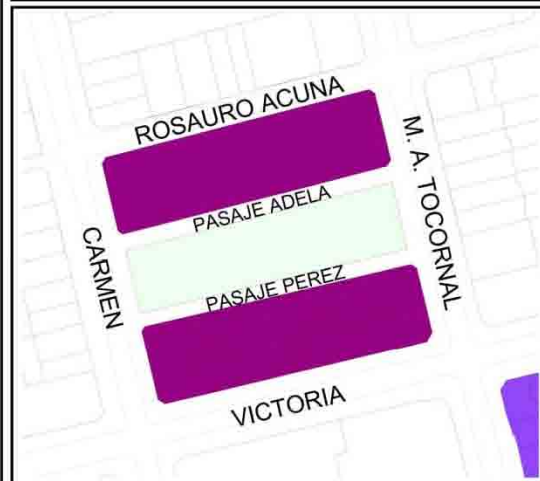 ROSAURO ACUNA
M. A. TOCORNAL
PASAJE ADELA
CARMEN
PASAJE PEREZ
VICTORIA